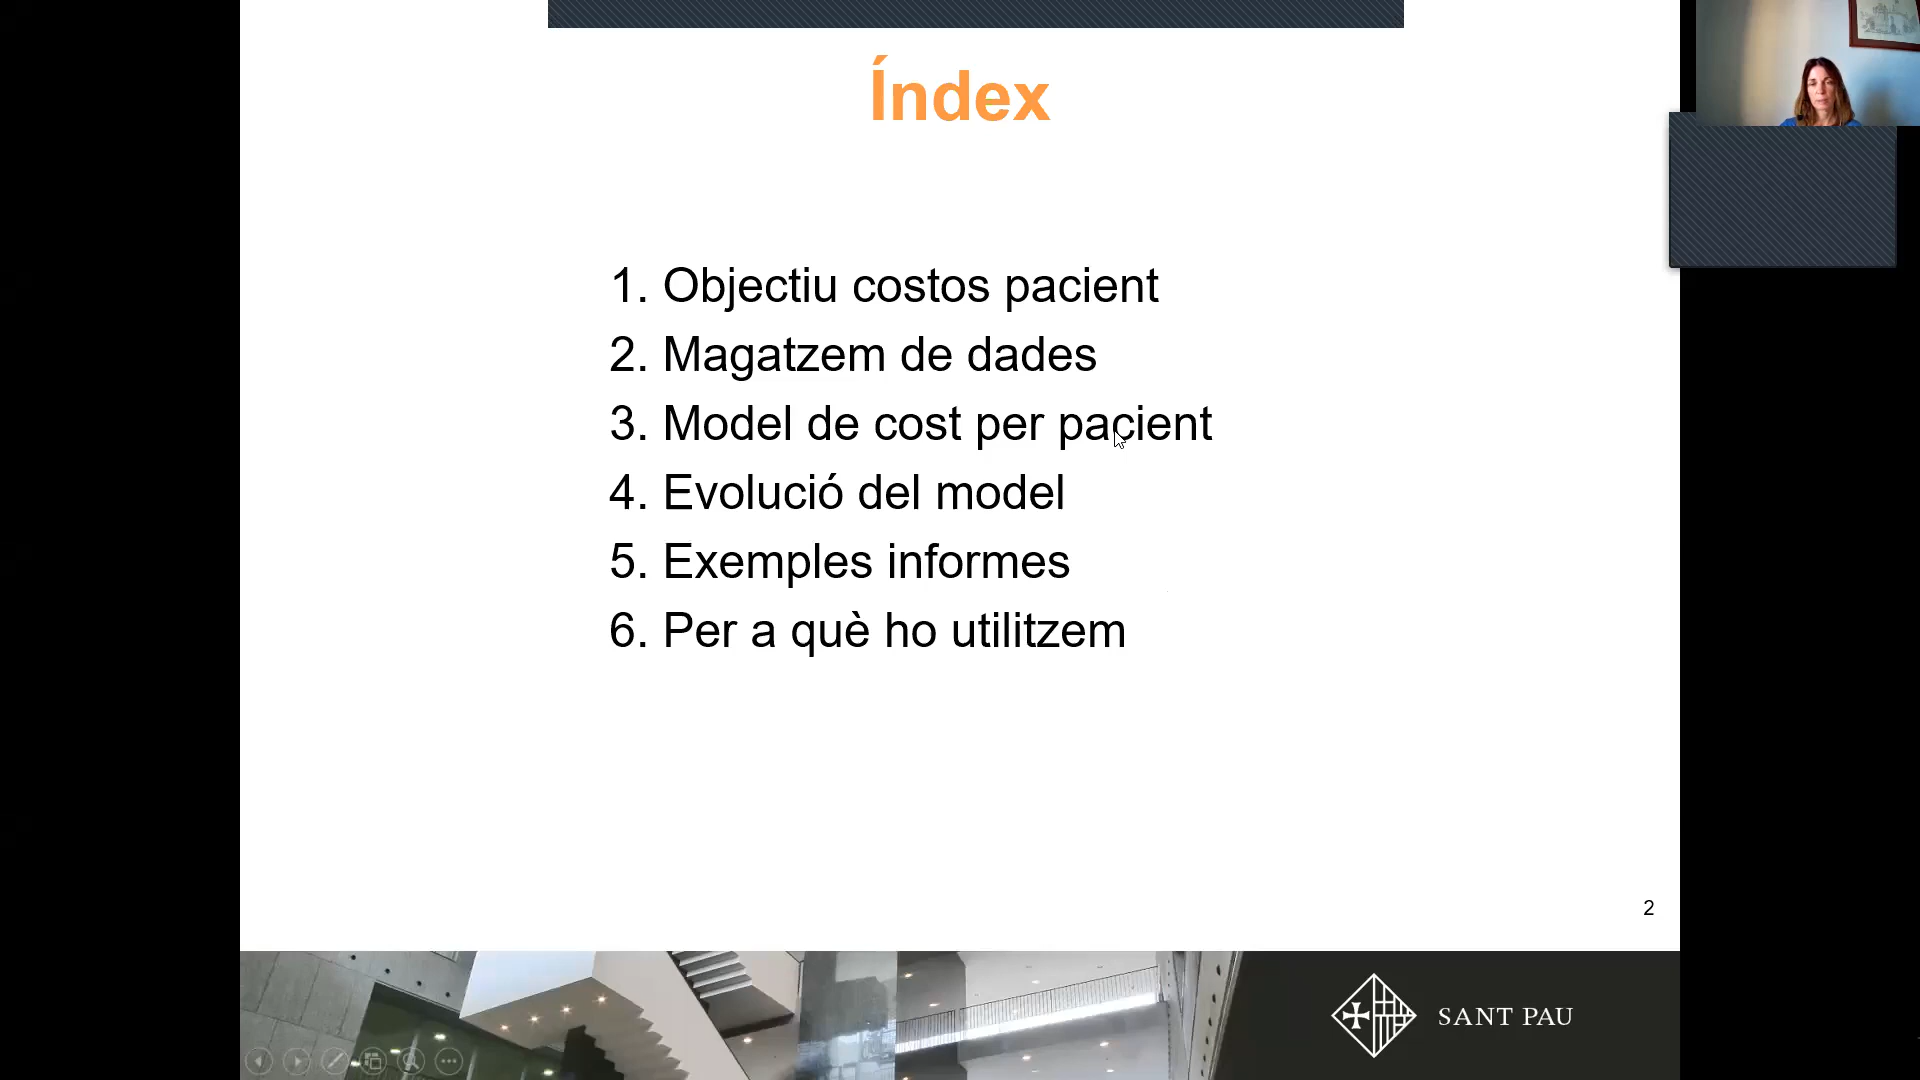 Índex
1. Objectiu costos pacient
2. Magatzem de dades
3. Model de cost per pacient
4. Evolució del model
5. Exemples informes
6. Per a què ho utilitzem
2
SANT PAU